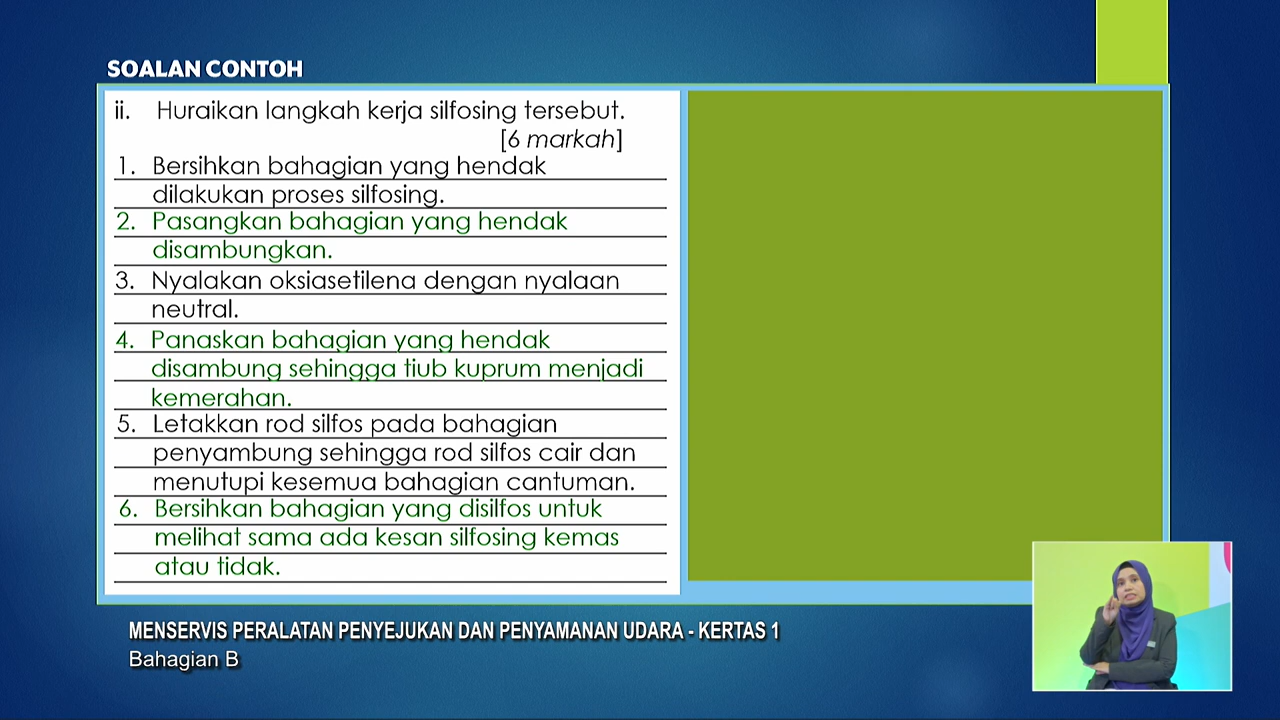 SOALAN CONTOH
ii. Huraikan langkah kerja silfosing tersebut.
[6 markah]
1. Bersihkan bahagian yang hendak
dilakukan proses silfosing.
2. Pasangkan bahagian yang hendak
disambungkan.
3. Nyalakan oksiasetilena dengan nyalaan
neutral.
4. Panaskan bahagian yang hendak
disambung sehingga tiub kuprum menjadi
kemerahan.
5. Letakkan rod silfos pada bahagian
penyambung sehingga rod silfos cair dan
menutupi kesemua bahagian cantuman.
6. Bersihkan bahagian yang disilfos untuk
melihat sama ada kesan silfosing kemas
atau tidak.
MENSERVIS PERALATAN PENYEJUKAN DAN PENYAMANAN UDARA - KERTAS 1
Bahagian B